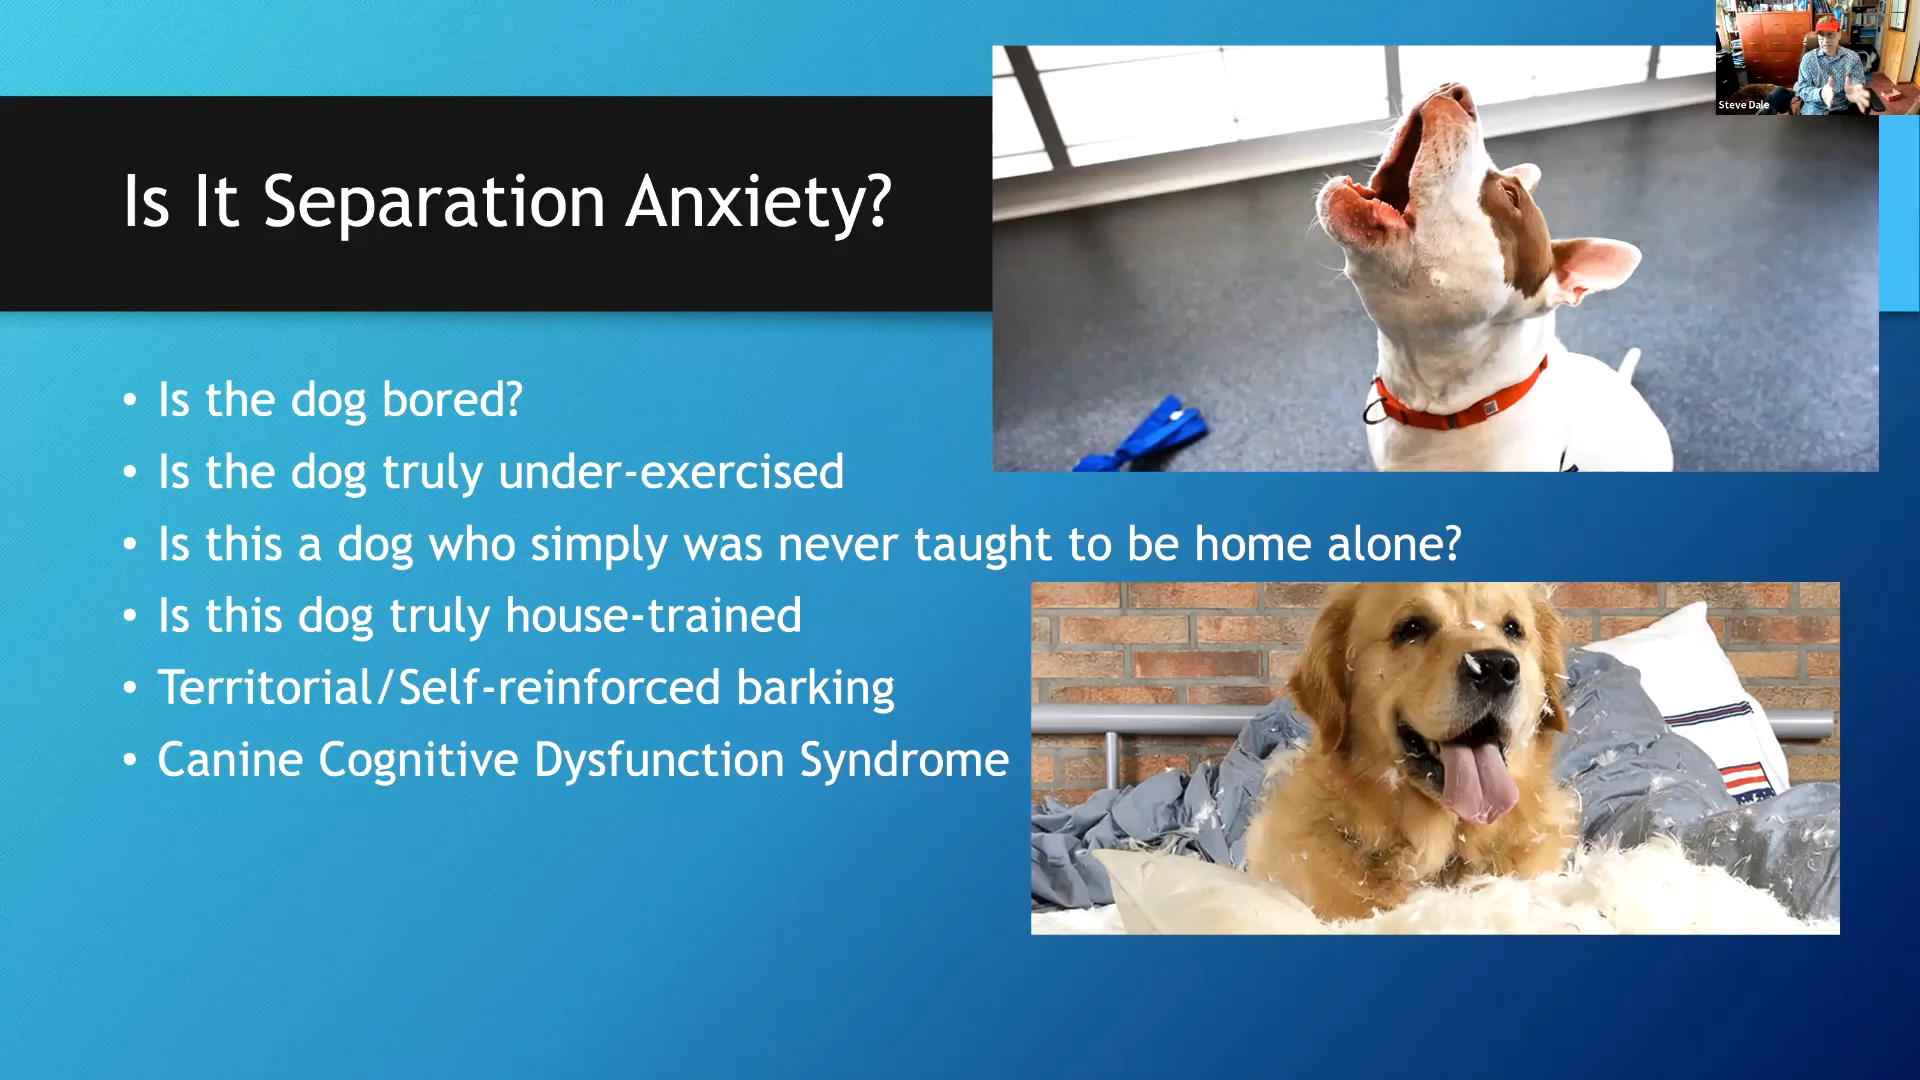 Steve Dale
Is It Separation Anxiety?
• Is the dog bored?
• Is the dog truly under-exercised
• Is this a dog who simply was never taught to be home alone?
• Is this dog truly house-trained
• Territorial/Self-reinforced barking
• Canine Cognitive Dysfunction Syndrome